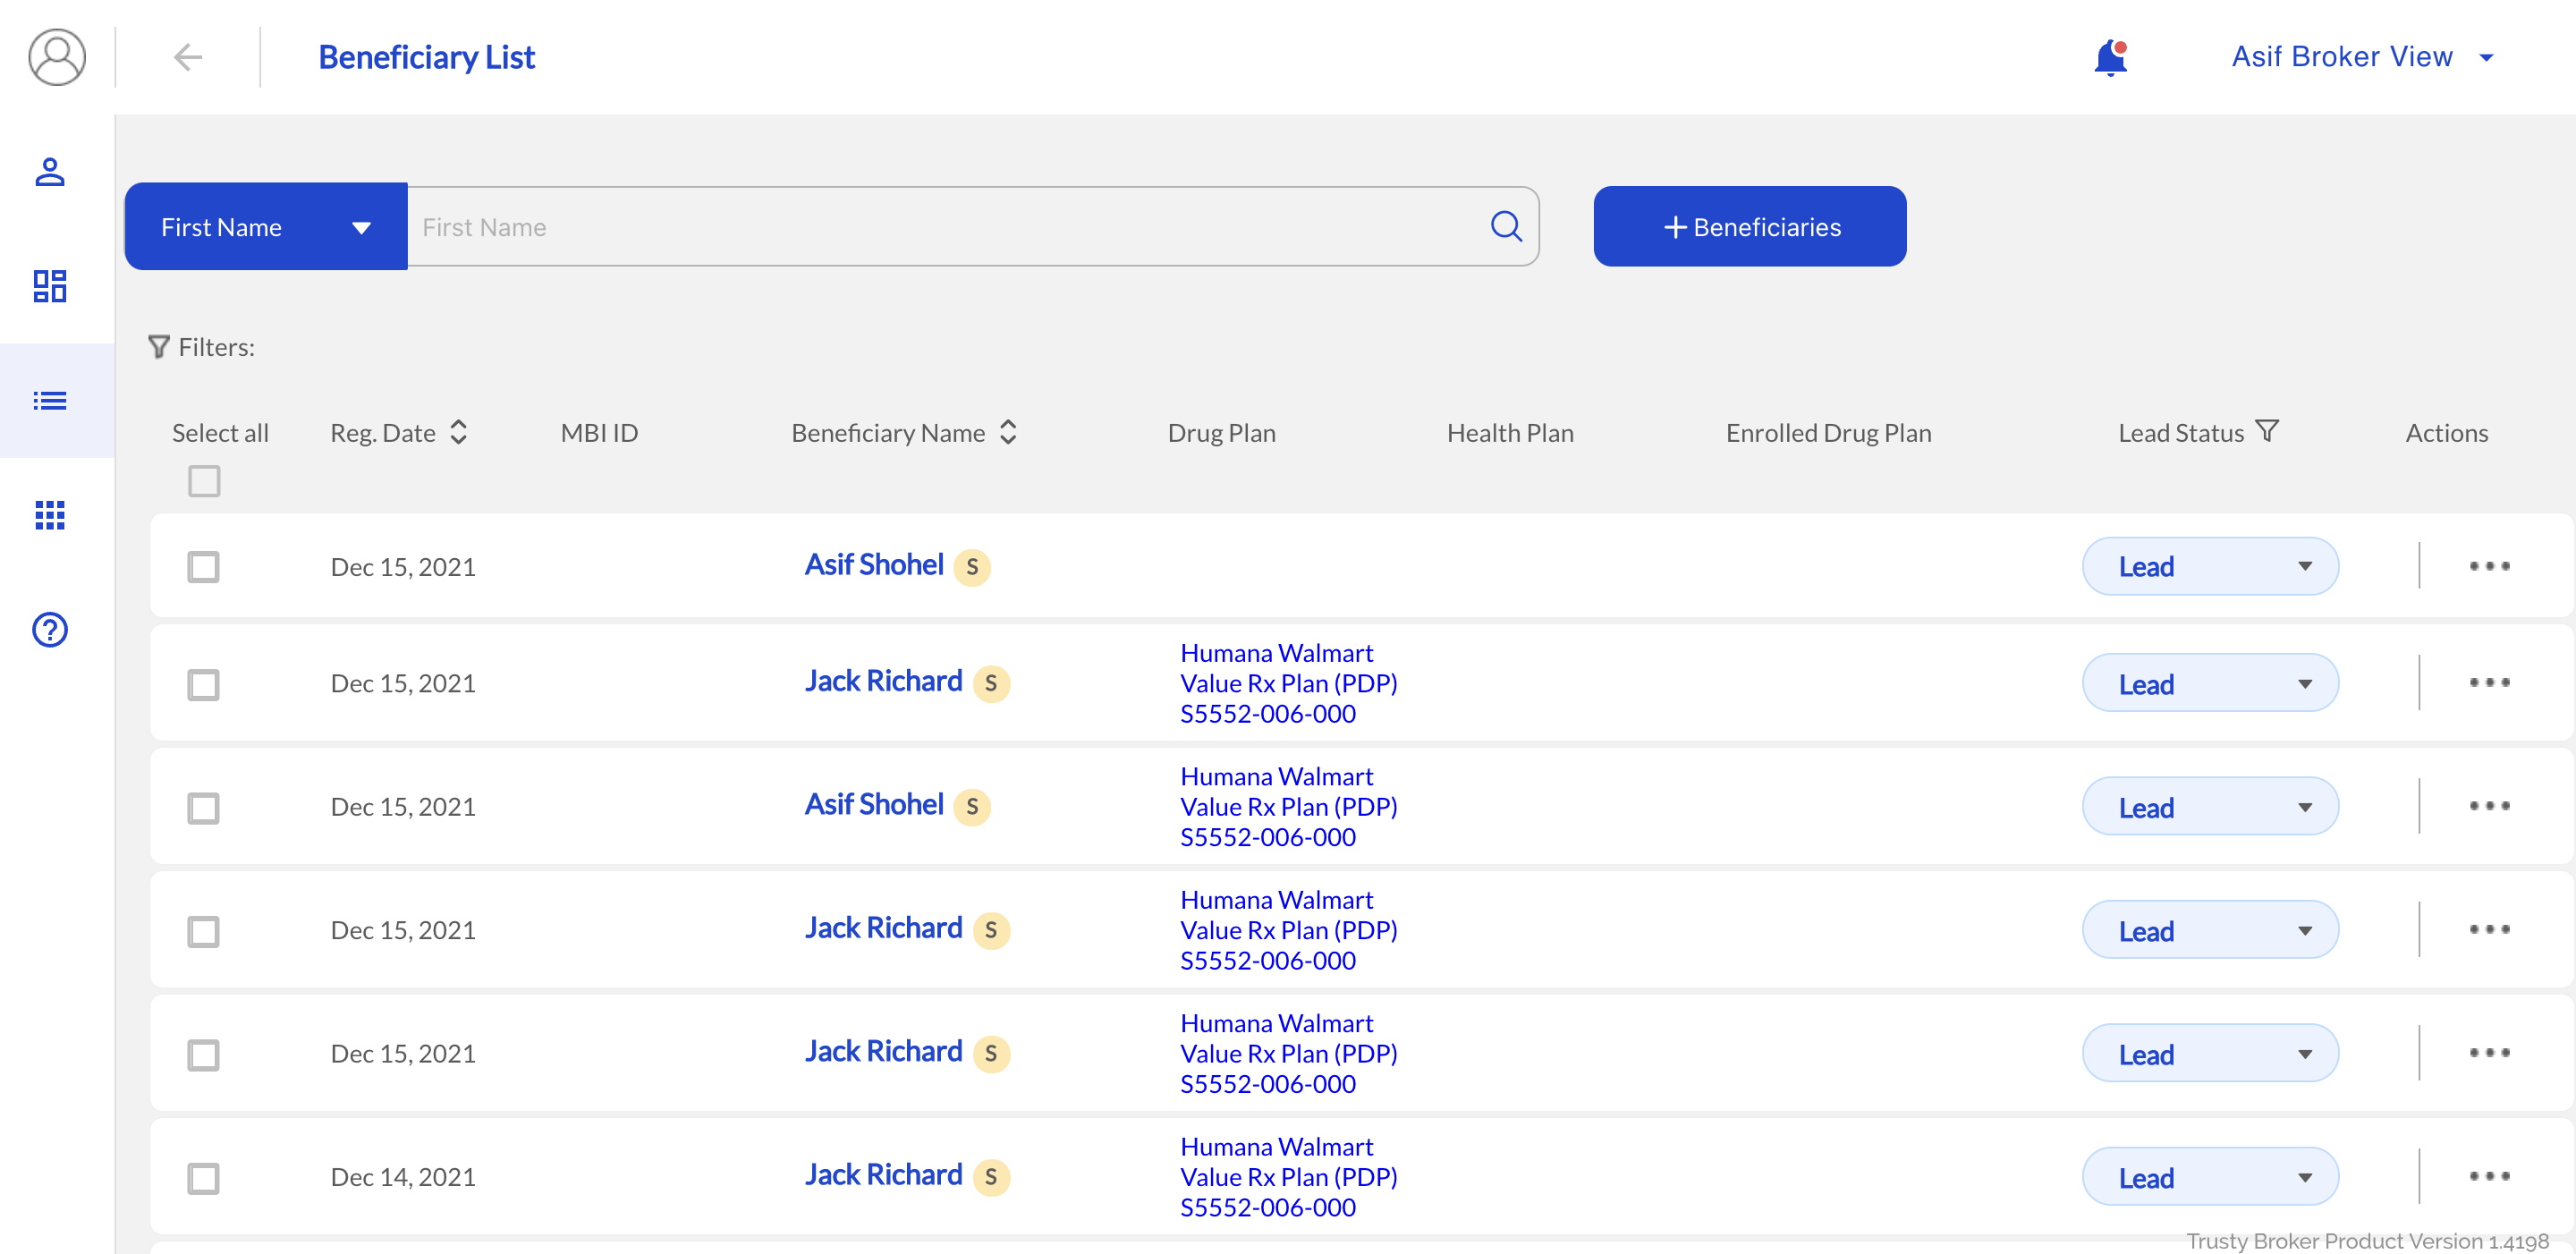 Beneficiary List
Asif Broker View
First Name
First Name
+ Beneficiaries
Filters:
Select all Reg. Date MBI ID Beneficiary Name Drug Plan Health Plan Enrolled Drug Plan Lead Status Actions
Dec 15, 2021 Asif Shohel S Lead
Dec 15, 2021 Jack Richard S Humana Walmart
Value Rx Plan (PDP)
S5552-006-000
Lead
Dec 15, 2021 Asif Shohel S Humana Walmart
Value Rx Plan (PDP)
S5552-006-000
Lead
Dec 15, 2021 Jack Richard S Humana Walmart
Value Rx Plan (PDP)
S5552-006-000
Lead
Dec 15, 2021 Jack Richard S Humana Walmart
Value Rx Plan (PDP)
S5552-006-000
Lead
Dec 14, 2021 Jack Richard S Humana Walmart
Value Rx Plan (PDP)
S5552-006-000
Lead
Trusty Broker Product Version 1.4198